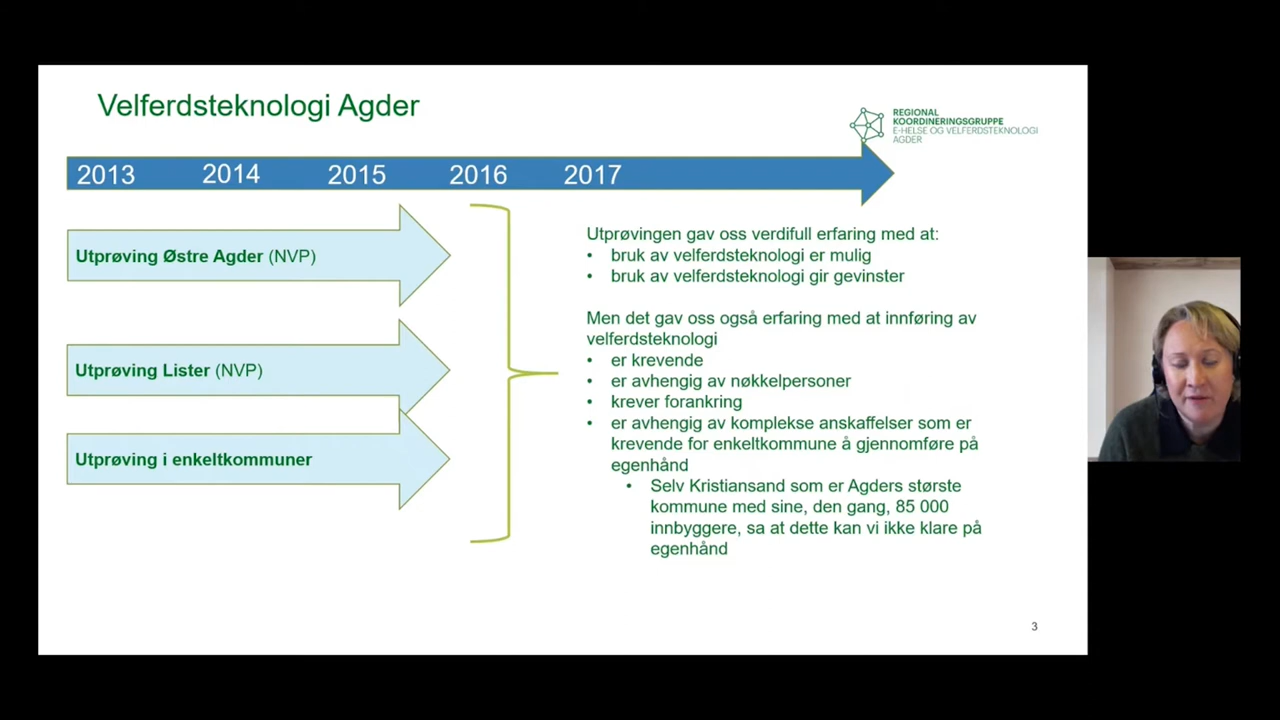 Velferdsteknologi Agder
REGIONAL
KOORDINERINGSGRUPPE
E-HELSE OG VELFERDSTEKNOLOGI
AGDER
2013 2014 2015 2016 2017
Utprøving Østre Agder (NVP)
Utprøving Lister (NVP)
Utprøving i enkeltkommuner
Utprøvingen gav oss verdifull erfaring med at:
• bruk av velferdsteknologi er mulig
• bruk av velferdsteknologi gir gevinster
Men det gav oss også erfaring med at innføring av
velferdsteknologi
• er krevende
• er avhengig av nøkkelpersoner
• krever forankring
• er avhengig av komplekse anskaffelser som er
krevende for enkeltkommune å gjennomføre på
egenhånd
• Selv Kristiansand som er Agders største
kommune med sine, den gang, 85 000
innbyggere, sa at dette kan vi ikke klare på
egenhånd
3